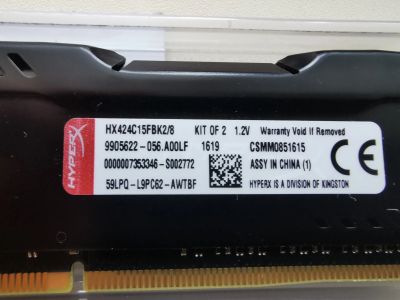 HYPERX
HX424C15FBK2/8 KIT OF 2 1.2V Warranty Void If Removed
9905622-056.A00LF 1619 CSMM0851615
0000007353346-S002772 ASSY IN CHINA (1)
59LPQ-L9PC62-AWTBF HYPERX IS A DIVISION OF KINGSTON